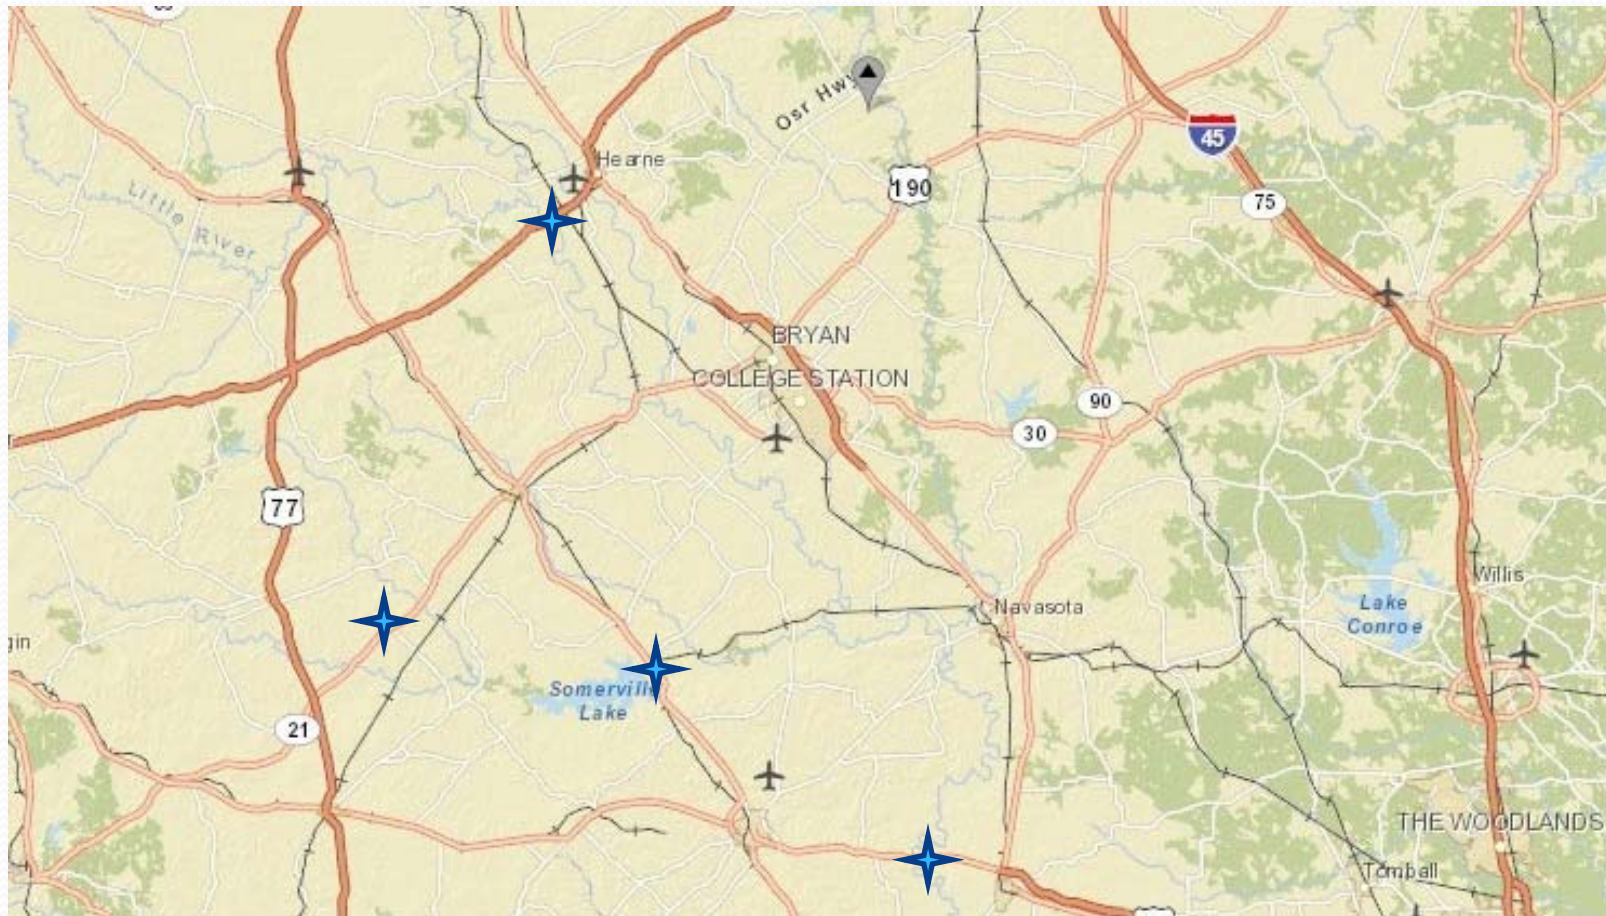 Osr Hwy
45
Hearne
190
75
Little River
BRYAN
COLLEGE STATION
90
30
77
Willis
Navasota
Lake
Conroe
gin
Somerville
Lake
21
THE WOODLANDS
Tomball